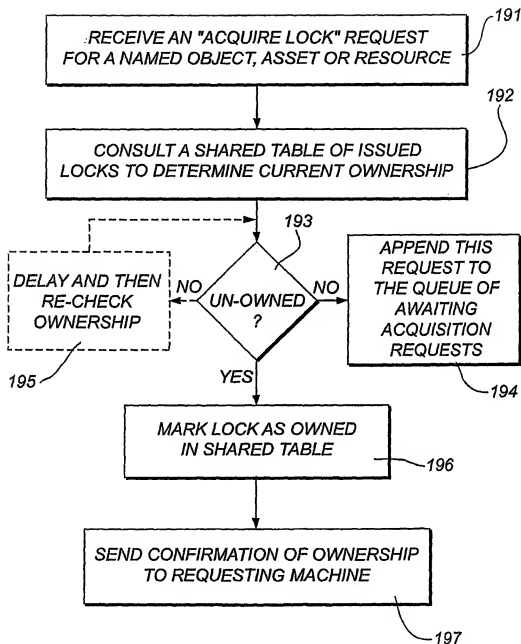 RECEIVE AN "ACQUIRE LOCK" REQUEST
FOR A NAMED OBJECT, ASSET OR RESOURCE
191
192
CONSULT A SHARED TABLE OF ISSUED
LOCKS TO DETERMINE CURRENT OWNERSHIP
193
DELAY AND THEN
RE-CHECK
OWNERSHIP
195
NO
UN-OWNED
?
NO
APPEND THIS
REQUEST TO
THE QUEUE OF
AWAITING
ACQUISITION
REQUESTS
194
YES
MARK LOCK AS OWNED
IN SHARED TABLE
196
SEND CONFIRMATION OF OWNERSHIP
TO REQUESTING MACHINE
197